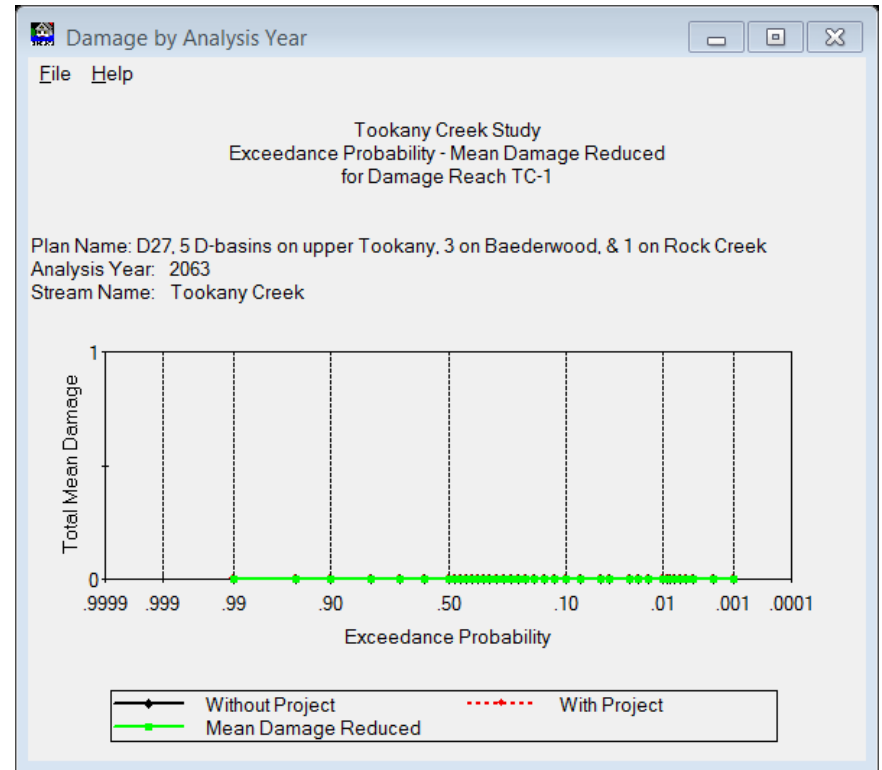 Damage by Analysis Year
File Help
Tookany Creek Study
Exceedance Probability - Mean Damage Reduced
for Damage Reach TC-1
Plan Name: D27, 5 D-basins on upper Tookany, 3 on Baederwood, & 1 on Rock Creek
Analysis Year: 2063
Stream Name: Tookany Creek
1
Total Mean Damage
0
.9999 .999 .99 .90 .50 .10 .01 .001 .0001
Exceedance Probability
Without Project With Project
Mean Damage Reduced